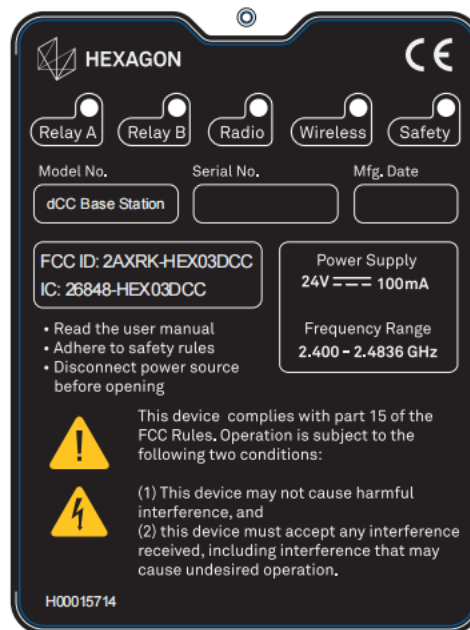 HEXAGON CE
Relay A Relay B Radio Wireless Safety
Model No. Serial No. Mfg. Date
dCC Base Station
FCC ID: 2AXRK-HEX03DCC
IC: 26848-HEX03DCC
Power Supply
24V 100mA
Frequency Range
2.400 – 2.4836 GHz
• Read the user manual
• Adhere to safety rules
• Disconnect power source
before opening
This device complies with part 15 of the
FCC Rules. Operation is subject to the
following two conditions:
(1) This device may not cause harmful
interference, and
(2) this device must accept any interference
received, including interference that may
cause undesired operation.
H00015714